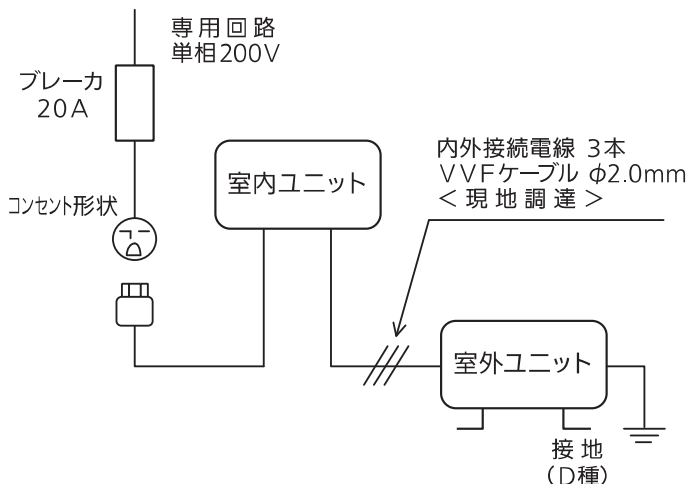 専用回路
単相200V
ブレーカ
20A
コンセント形状
室内ユニット
内外接続電線 3本
VVFケーブル φ2.0mm
<現地調達>
室外ユニット
接地
(D種)